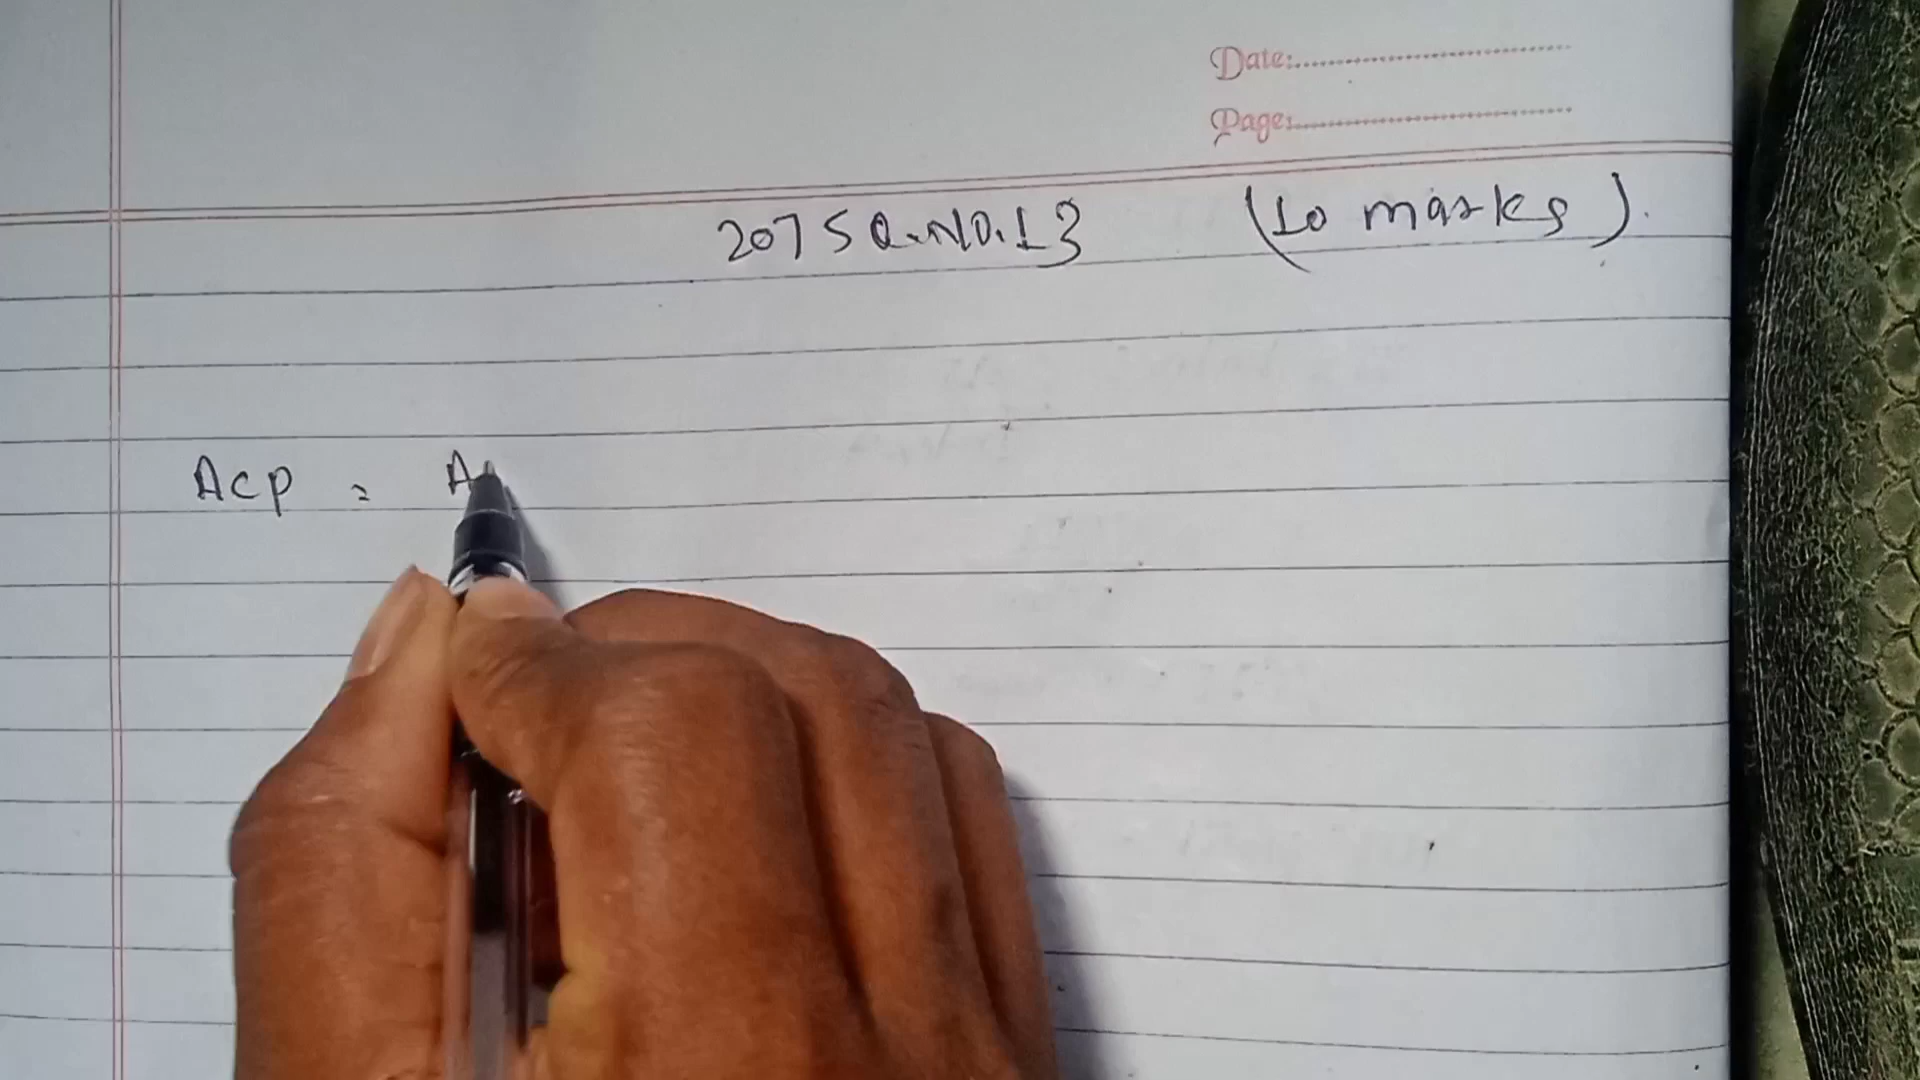 Date:
Page:
2075 Q.NO.13 (10 marks).
Acp = A